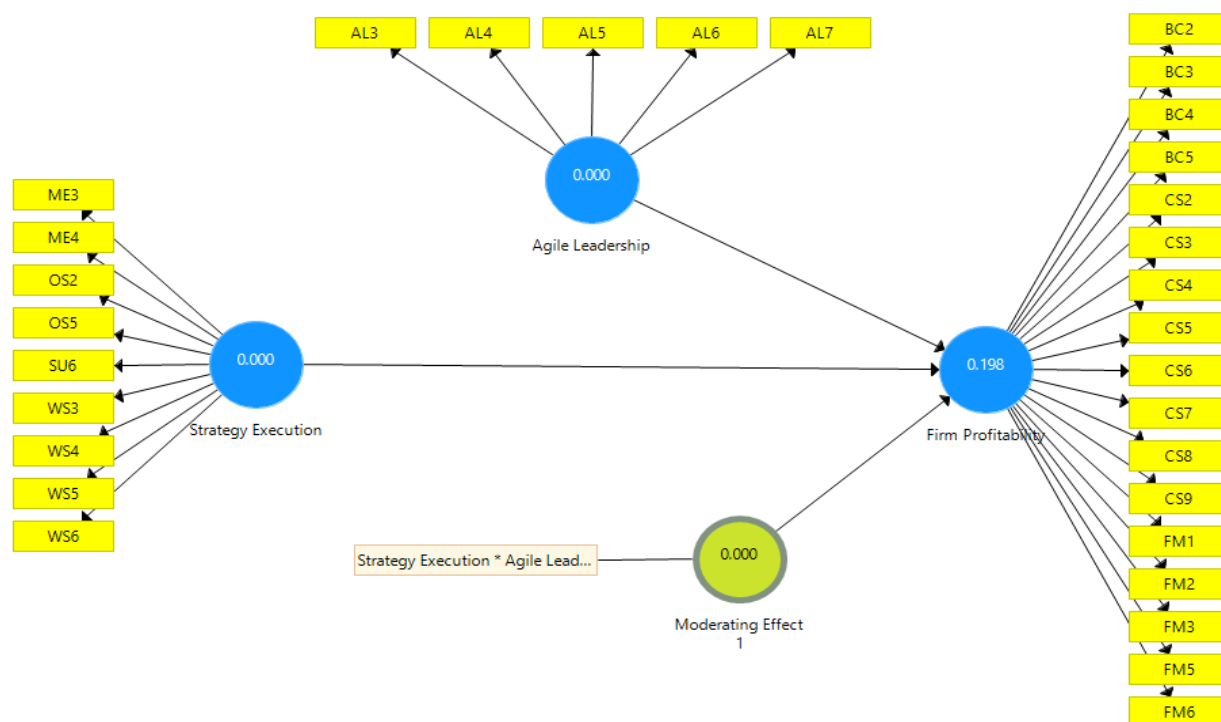 AL3
AL4
AL5
AL6
AL7
0.000
Agile Leadership
ME3
ME4
OS2
OS5
SU6
WS3
WS4
WS5
WS6
0.000
Strategy Execution
Strategy Execution * Agile Lead...
0.000
Moderating Effect
1
0.198
Firm Profitability
BC2
BC3
BC4
BC5
CS2
CS3
CS4
CS5
CS6
CS7
CS8
CS9
FM1
FM2
FM3
FM5
FM6